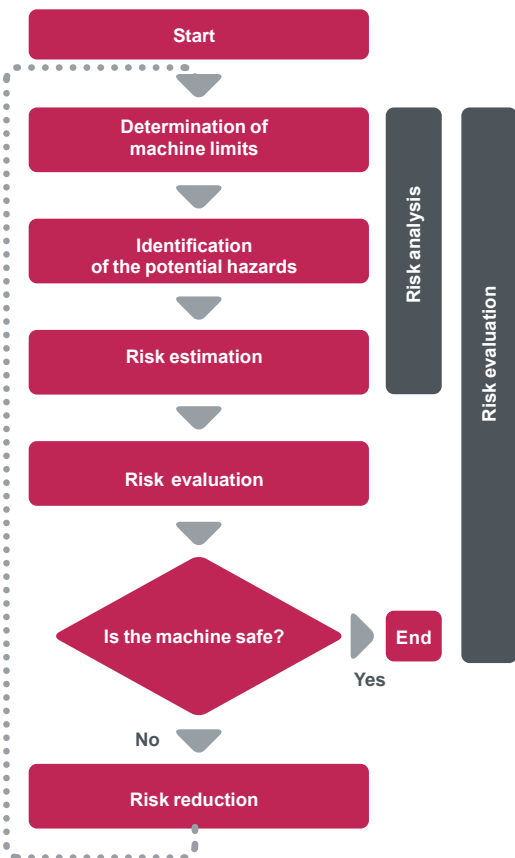 Start
Determination of
machine limits
Identification
of the potential hazards
Risk estimation
Risk evaluation
Is the machine safe?
End
Yes
No
Risk reduction
Risk analysis
Risk evaluation